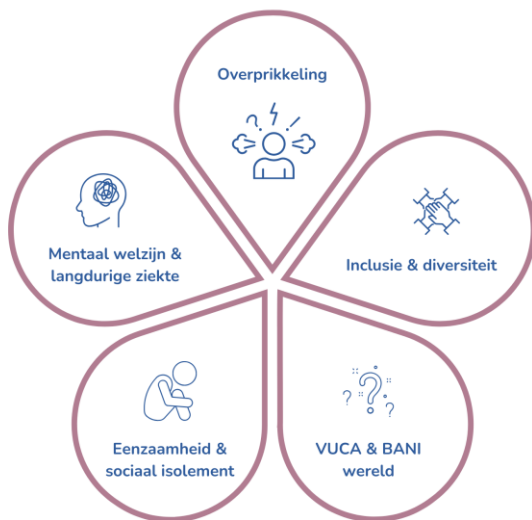 Overprikkeling
Mentaal welzijn &
langdurige ziekte
Inclusie & diversiteit
Eenzaamheid &
sociaal isolement
VUCA & BANI
wereld